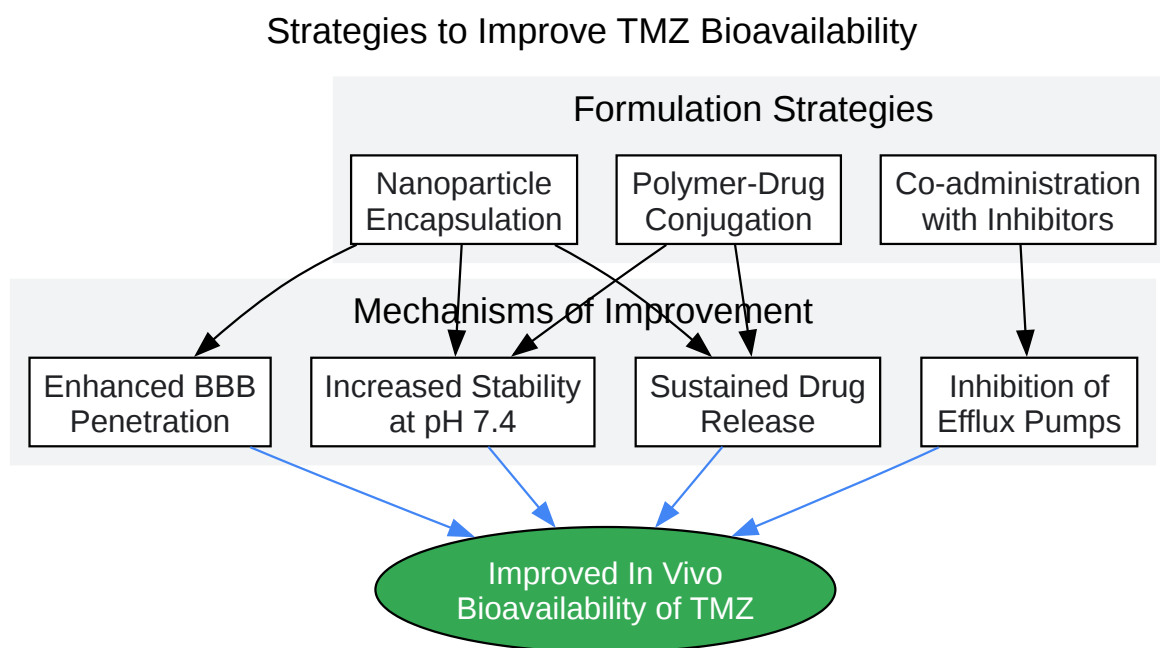 Strategies to Improve TMZ Bioavailability
Formulation Strategies
Nanoparticle
Encapsulation
Polymer-Drug
Conjugation
Co-administration
with Inhibitors
Mechanisms of Improvement
Enhanced BBB
Penetration
Increased Stability
at pH 7.4
Sustained Drug
Release
Inhibition of
Efflux Pumps
Improved In Vivo
Bioavailability of TMZ